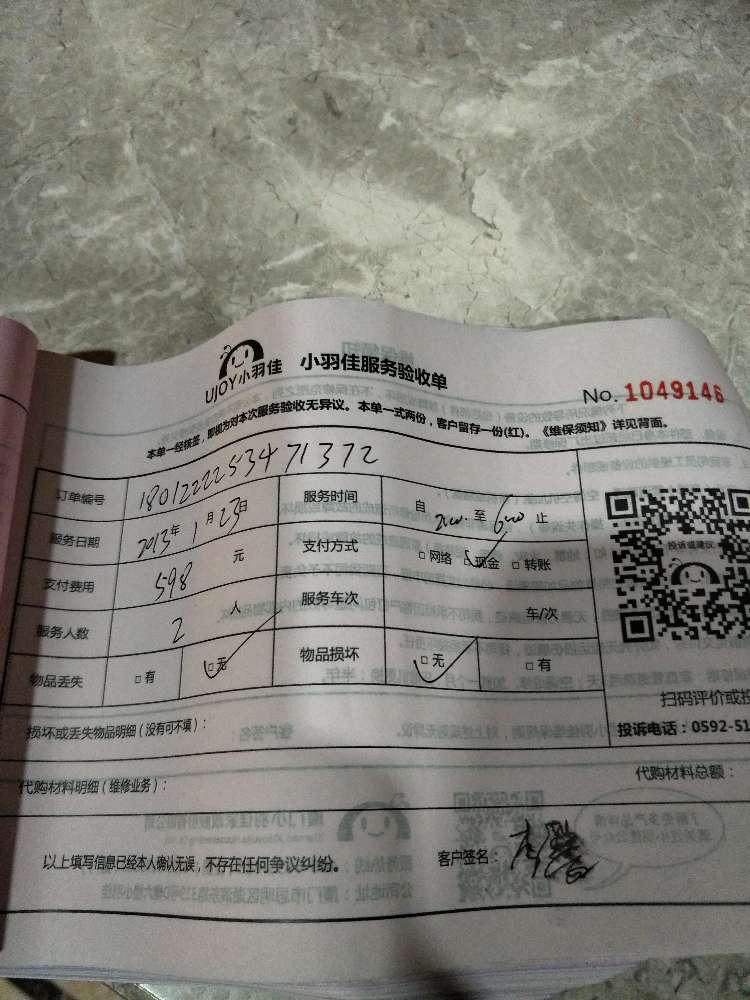 UJOY小羽佳 小羽佳服务验收单
No. 1049146
本单一经核签，即视为对本次服务验收无异议。本单一式两份，客户留存一份(红)。《维保须知》详见背面。
订单编号 1801222253471372 服务时间 自 至 止
服务日期 2013年1月23日 支付方式 □网络 □现金 □转账
支付费用 598 元 服务车次 车/次
服务人数 2 人 物品损坏 □无 □有
物品丢失 □有 □无
投诉或建议
扫码评价或投
投诉电话：0592-51
损坏或丢失物品明细（没有可不填）：
代购材料明细（维修业务）： 代购材料总额：
以上填写信息已经本人确认无误，不存在任何争议纠纷。 客户签名：